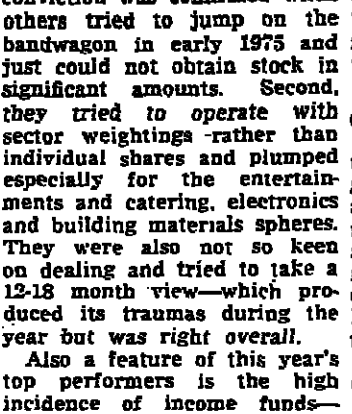 others tried to jump on the
bandwagon in early 1975 and
just could not obtain stock in
significant amounts. Second,
they tried to operate with
sector weightings -rather than
individual shares and plumped
especially for the entertain-
ments and catering, electronics
and building materials spheres.
They were also not so keen
on dealing and tried to take a
12-18 month view—which pro-
duced its traumas during the
year but was right overall.
Also a feature of this year's
top performers is the high
incidence of income funds—